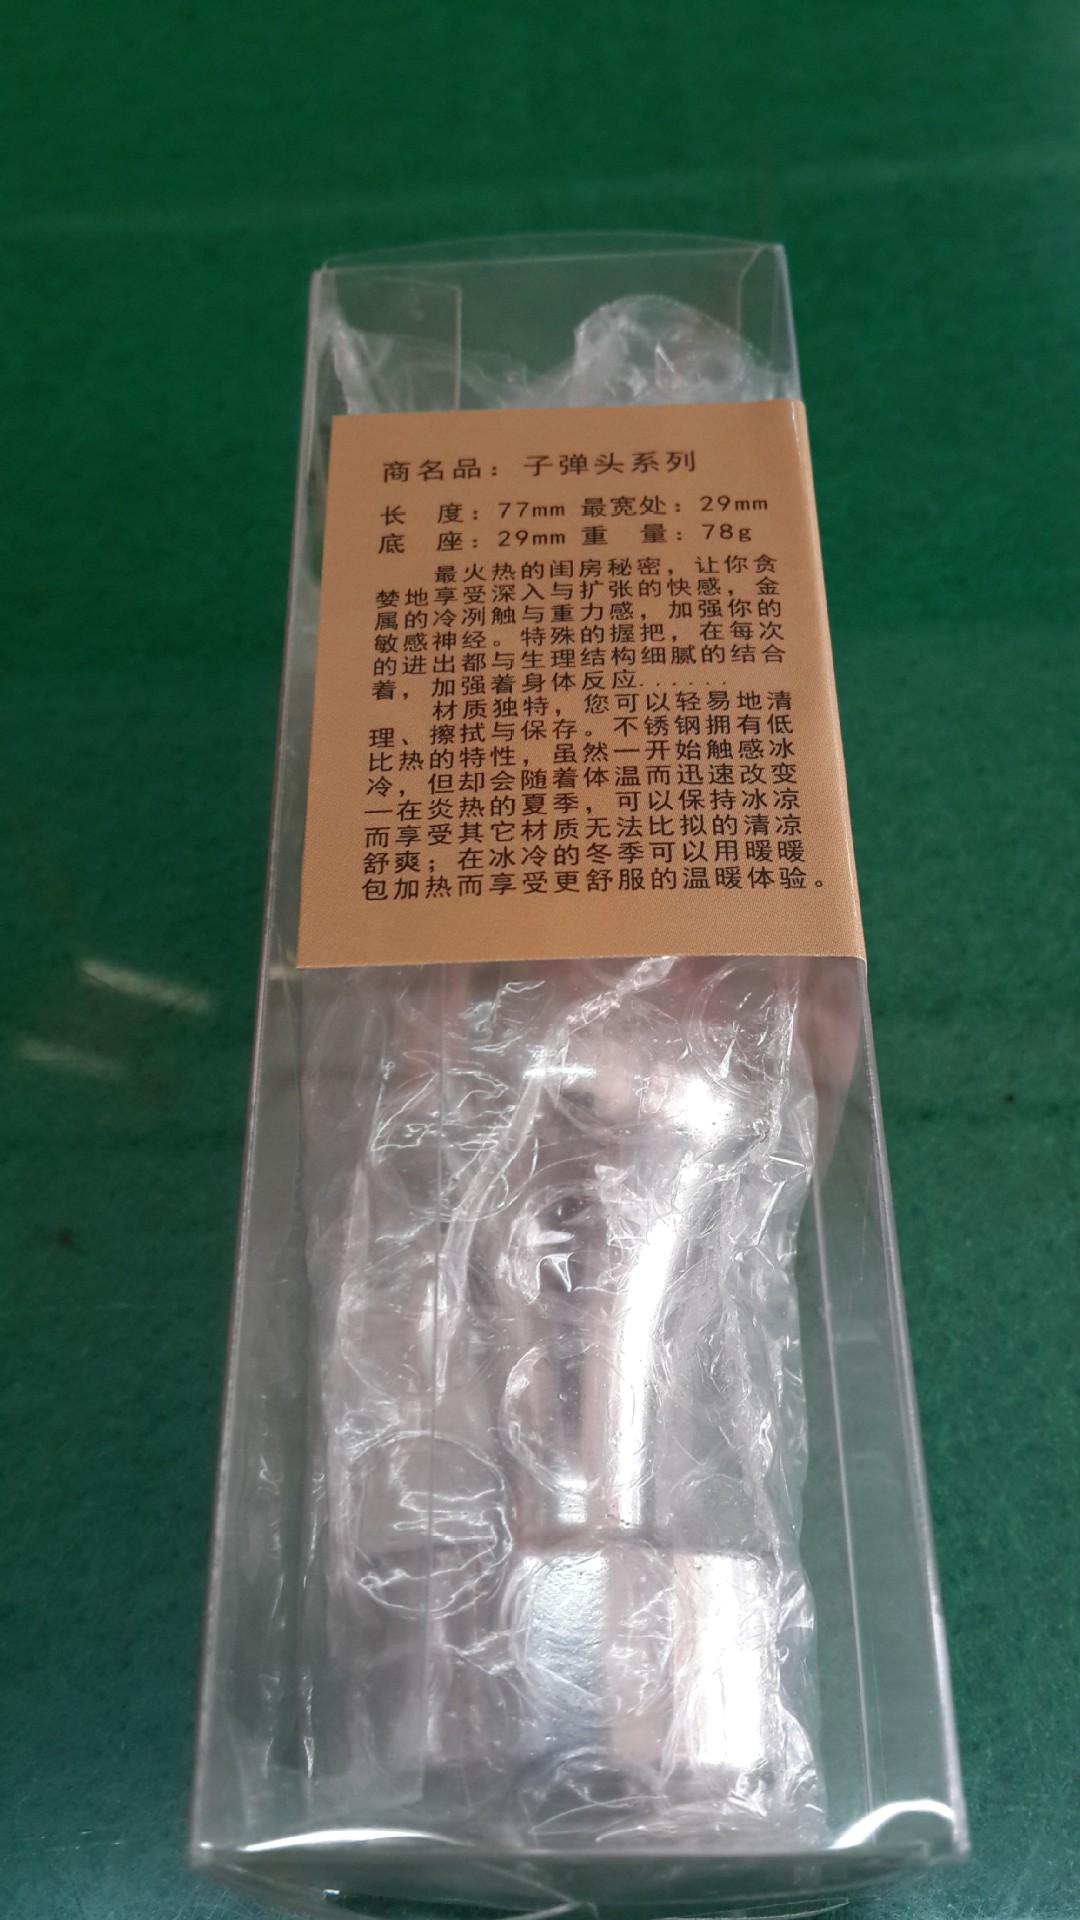 商名品：子弹头系列
长 度：77mm 最宽处：29mm
底 座：29mm 重 量：78g
最火热的闺房秘密，让你贪
婪地享受深入与扩张的快感，金
属的冷冽触与重力感，加强你的
敏感神经。特殊的握把，在每次
的进出都与生理结构细腻的结合
着，加强着身体反应......
材质独特，您可以轻易地清
理、擦拭与保存。不锈钢拥有低
比热的特性，虽然一开始触感冰
冷，但却会随着体温而迅速改变
—在炎热的夏季，可以保持冰凉
而享受其它材质无法比拟的清凉
舒爽；在冰冷的冬季可以用暖暖
包加热而享受更舒服的温暖体验。